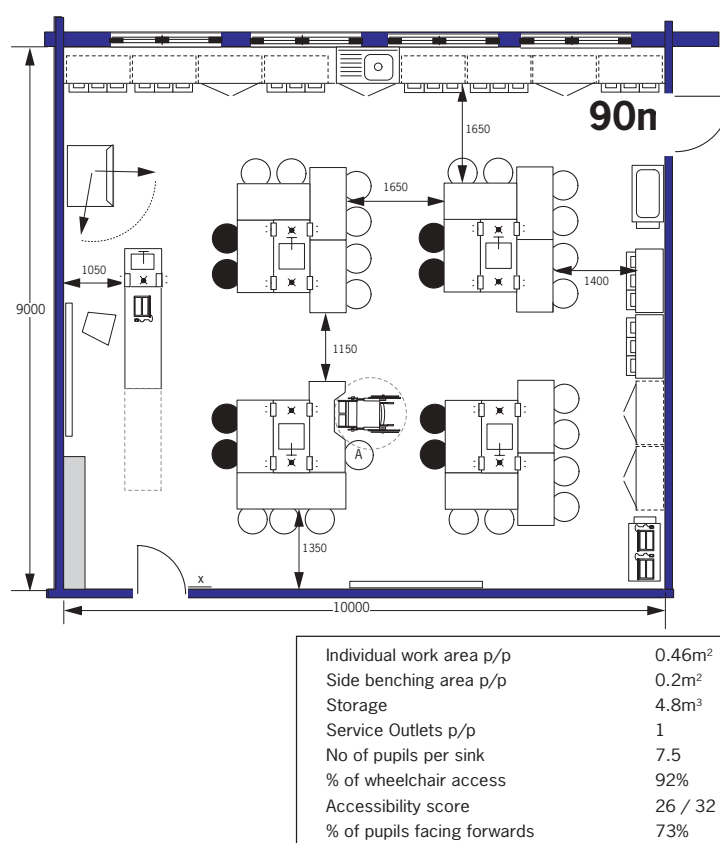 90m
1650
1650
1050
1400
9000
1150
A
1350
x
10000
Individual work area p/p 0.46m²
Side benching area p/p 0.2m²
Storage 4.8m³
Service Outlets p/p 1
No of pupils per sink 7.5
% of wheelchair access 92%
Accessibility score 26 / 32
% of pupils facing forwards 73%